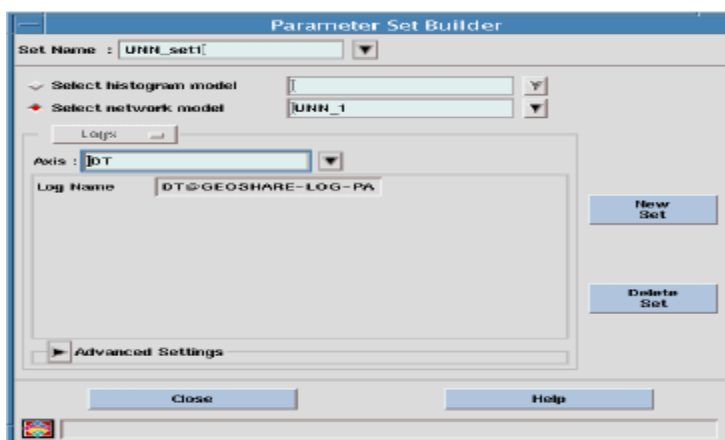 Parameter Set Builder
Set Name : UNN_set1
Select histogram model
Select network model UNN_1
Logs
Axis : DT
Log Name DT@GEOSHARE-LOG-PA
New
Set
Delete
Set
Advanced Settings
Close Help